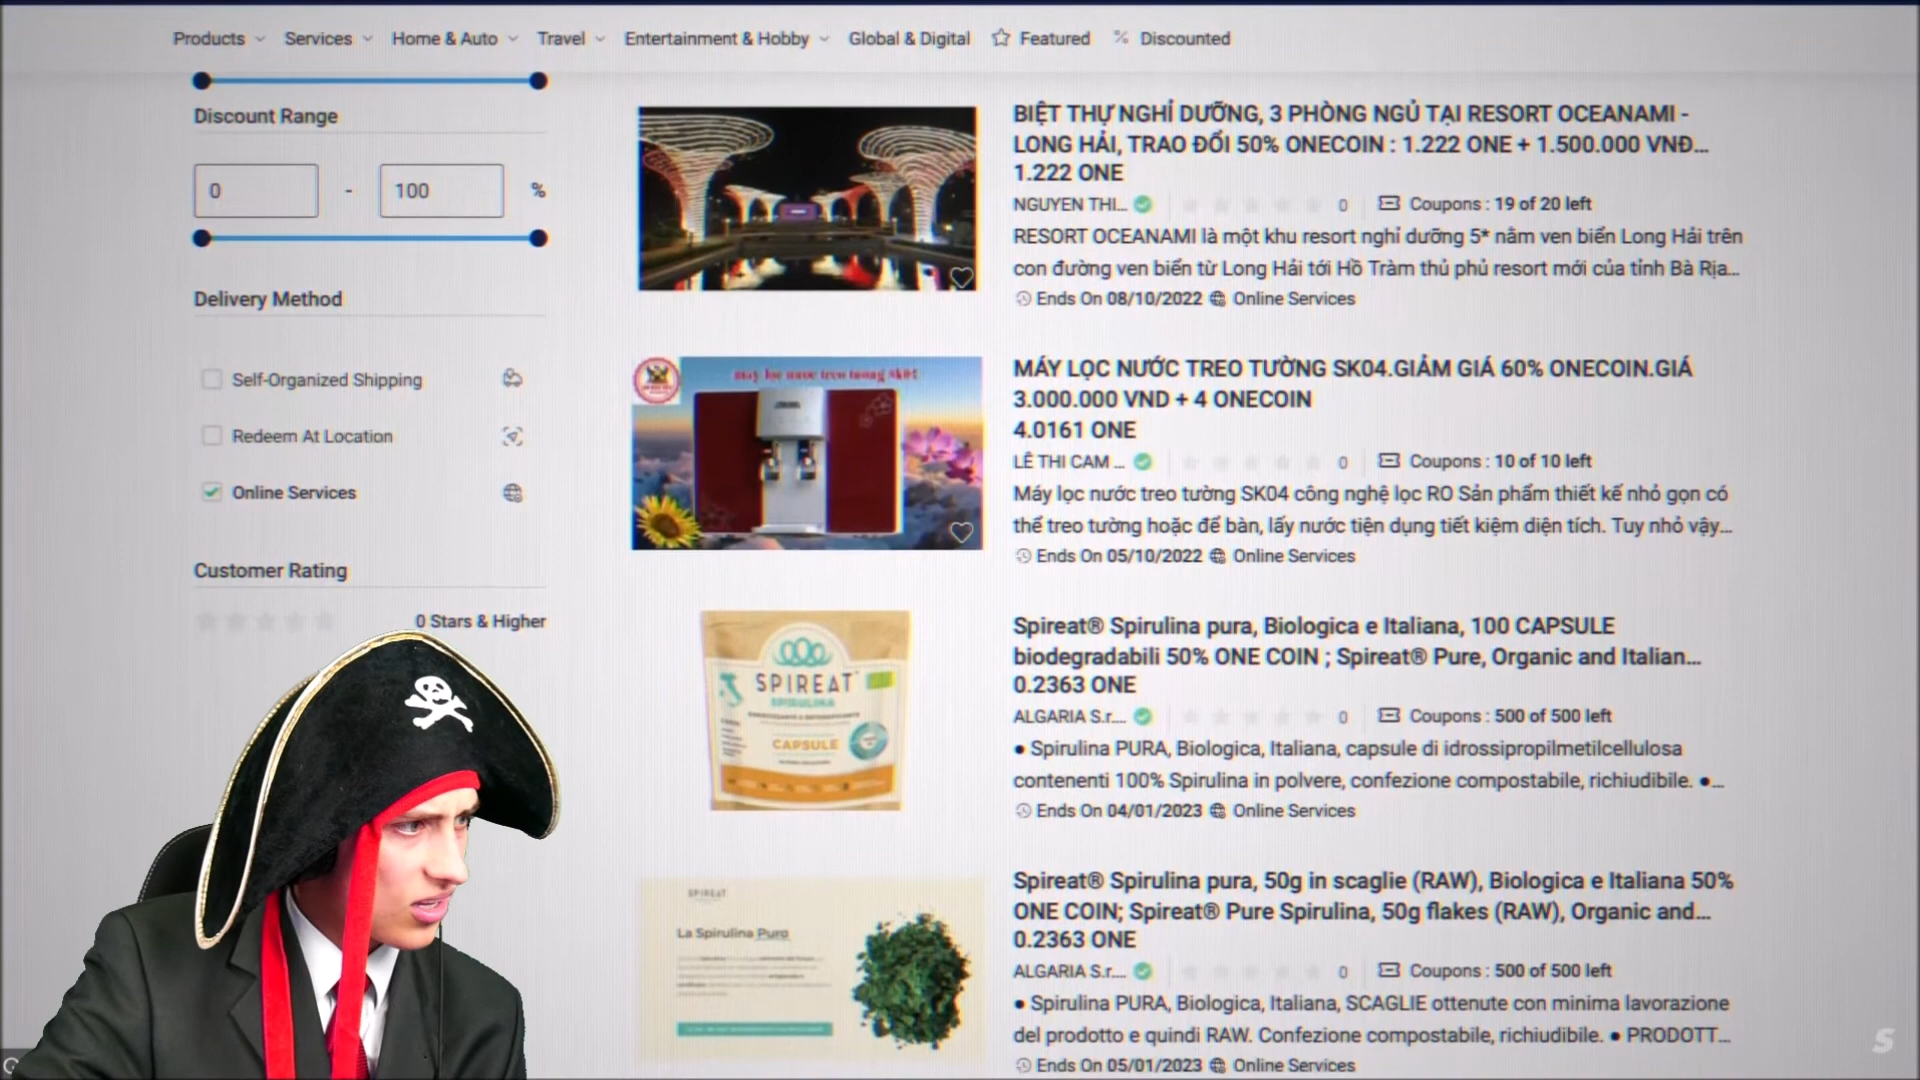 Products
Services
Home & Auto
Travel
Entertainment & Hobby
Global & Digital
Featured
% Discounted
Discount Range
0 - 100 %
Delivery Method
Self-Organized Shipping
Redeem At Location
Online Services
Customer Rating
0 Stars & Higher
BIỆT THỰ NGHỈ DƯỠNG, 3 PHÒNG NGỦ TẠI RESORT OCEANAMI -
LONG HẢI, TRAO ĐỔI 50% ONECOIN : 1.222 ONE + 1.500.000 VNĐ...
1.222 ONE
NGUYEN THI... 0 Coupons : 19 of 20 left
RESORT OCEANAMI là một khu resort nghỉ dưỡng 5* nằm ven biển Long Hải trên
con đường ven biển từ Long Hải tới Hồ Tràm thủ phủ resort mới của tỉnh Bà Rịa...
Ends On 08/10/2022 Online Services
máy lọc nước treo tường SK04
MÁY LỌC NƯỚC TREO TƯỜNG SK04.GIẢM GIÁ 60% ONECOIN.GIÁ
3.000.000 VND + 4 ONECOIN
4.0161 ONE
LÊ THI CAM ... 0 Coupons : 10 of 10 left
Máy lọc nước treo tường SK04 công nghệ lọc RO Sản phẩm thiết kế nhỏ gọn có
thể treo tường hoặc để bàn, lấy nước tiện dụng tiết kiệm diện tích. Tuy nhỏ vậy...
Ends On 05/10/2022 Online Services
SPIREAT
SPIRULINA
CAPSULE
Spireat® Spirulina pura, Biologica e Italiana, 100 CAPSULE
biodegradabili 50% ONE COIN ; Spireat® Pure, Organic and Italian...
0.2363 ONE
ALGARIA S.r.... 0 Coupons : 500 of 500 left
● Spirulina PURA, Biologica, Italiana, capsule di idrossipropilmetilcellulosa
contenenti 100% Spirulina in polvere, confezione compostabile, richiudibile. ●...
Ends On 04/01/2023 Online Services
SPIREAT
La Spirulina Pura
Spireat® Spirulina pura, 50g in scaglie (RAW), Biologica e Italiana 50%
ONE COIN; Spireat® Pure Spirulina, 50g flakes (RAW), Organic and...
0.2363 ONE
ALGARIA S.r.... 0 Coupons : 500 of 500 left
● Spirulina PURA, Biologica, Italiana, SCAGLIE ottenute con minima lavorazione
del prodotto e quindi RAW. Confezione compostabile, richiudibile. ● PRODOTT...
Ends On 05/01/2023 Online Services
S